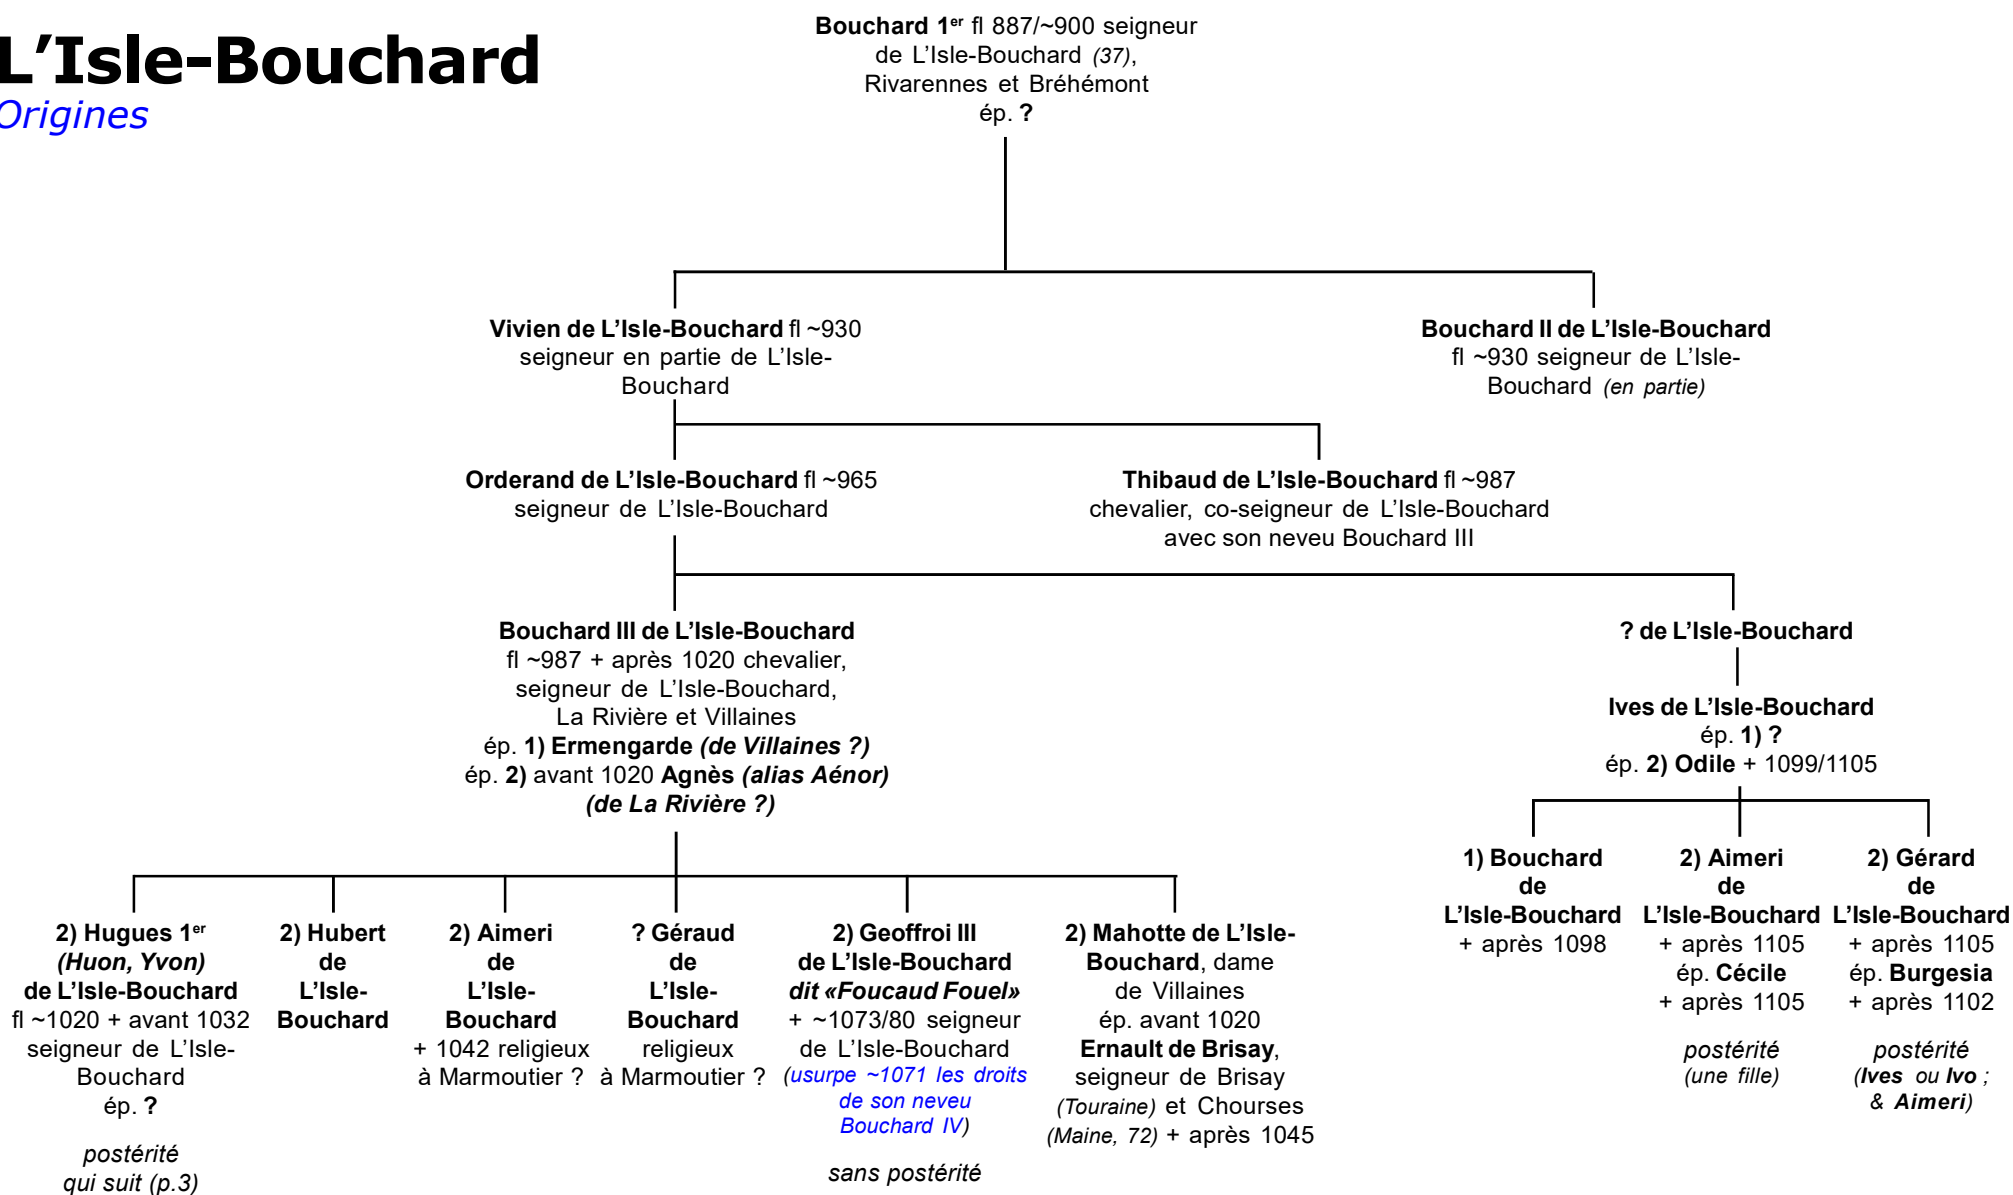 L'Isle-Bouchard
Origines
Bouchard 1er fl 887/~900 seigneur
de L'Isle-Bouchard (37),
Rivarennes et Bréhémont
ép. ?
Vivien de L'Isle-Bouchard fl ~930
seigneur en partie de L'Isle-
Bouchard
Bouchard II de L'Isle-Bouchard
fl ~930 seigneur de L'Isle-
Bouchard (en partie)
Orderand de L'Isle-Bouchard fl ~965
seigneur de L'Isle-Bouchard
Thibaud de L'Isle-Bouchard fl ~987
chevalier, co-seigneur de L'Isle-Bouchard
avec son neveu Bouchard III
Bouchard III de L'Isle-Bouchard
fl ~987 + après 1020 chevalier,
seigneur de L'Isle-Bouchard,
La Rivière et Villaines
ép. 1) Ermengarde (de Villaines ?)
ép. 2) avant 1020 Agnès (alias Aénor)
(de La Rivière ?)
? de L'Isle-Bouchard
Ives de L'Isle-Bouchard
ép. 1) ?
ép. 2) Odile + 1099/1105
2) Hugues 1er
(Huon, Yvon)
de L'Isle-Bouchard
fl ~1020 + avant 1032
seigneur de L'Isle-
Bouchard
ép. ?
postérité
qui suit (p.3)
2) Hubert
de
L'Isle-
Bouchard
2) Aimeri
de
L'Isle-
Bouchard
+ 1042 religieux
à Marmoutier ?
? Géraud
de
L'Isle-
Bouchard
religieux
à Marmoutier ?
2) Geoffroi III
de L'Isle-Bouchard
dit «Foucaud Fouel»
+ ~1073/80 seigneur
de L'Isle-Bouchard
(usurpe ~1071 les droits
de son neveu
Bouchard IV)
sans postérité
2) Mahotte de L'Isle-
Bouchard, dame
de Villaines
ép. avant 1020
Ernault de Brisay,
seigneur de Brisay
(Touraine) et Chourses
(Maine, 72) + après 1045
1) Bouchard
de
L'Isle-Bouchard
+ après 1098
2) Aimeri
de
L'Isle-Bouchard
+ après 1105
ép. Cécile
+ après 1105
postérité
(une fille)
2) Gérard
de
L'Isle-Bouchard
+ après 1105
ép. Burgesia
+ après 1102
postérité
(Ives ou Ivo ;
& Aimeri)